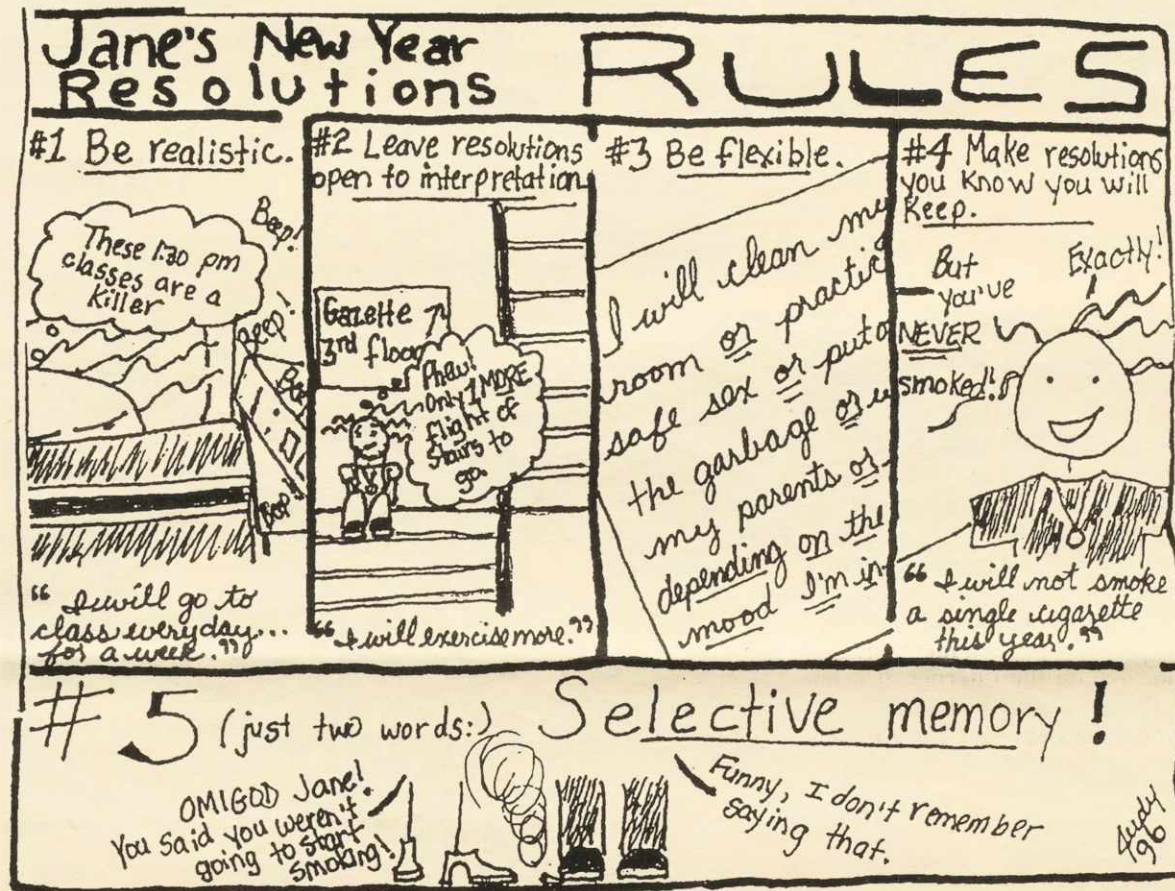 Jane's New Year
Resolutions
RULES
#1 Be realistic.
These 1:30 pm
classes are a
killer
Beep!
Beep!
Bee
Bop
"I will go to
class everyday...
for a week."
#2 Leave resolutions
open to interpretation
Gazette
3rd floor
Phew!
Only 1 MORE
flight of
stairs to
go.
"I will exercise more."
#3 Be flexible.
I will clean my
room or practic
safe sex or put o
the garbage or
my parents or
depending on the
mood I'm in
#4 Make resolutions
you know you will
keep.
But
you've
NEVER
smoked!
Exactly!
"I will not smoke
a single cigarette
this year."
#5 (just two words:) Selective memory!
OMIGOD Jane!
You said you weren't
going to start
smoking!
Funny, I don't remember
saying that.
96